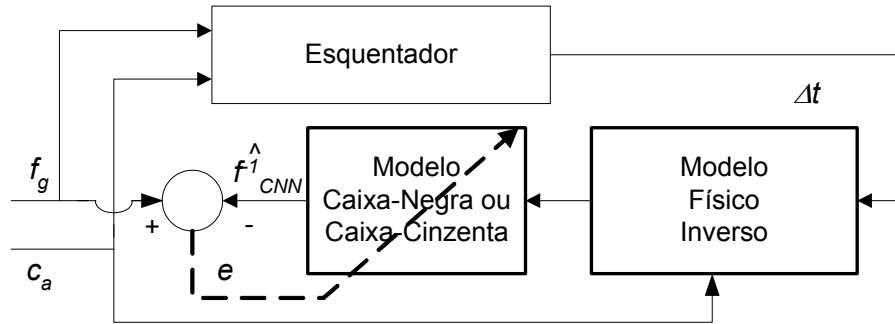 Esquentador
Δt
f_g
f̂^-1_CNN
Modelo
Caixa-Negra ou
Caixa-Cinzenta
Modelo
Físico
Inverso
+
-
e
c_a